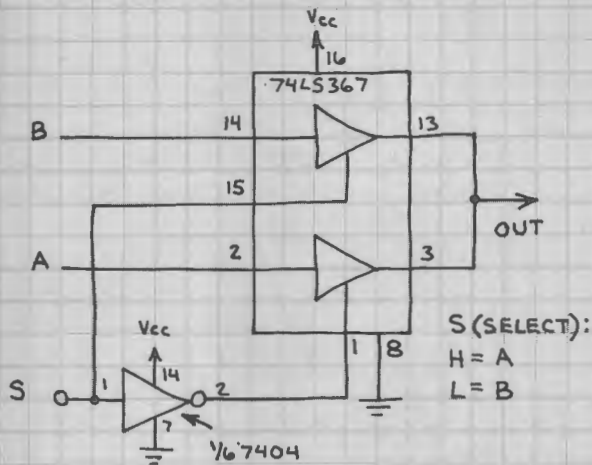 Vcc
16
74LS367
B
14
13
15
OUT
A
2
3
1
8
S (SELECT):
H = A
L = B
Vcc
14
S
1
2
7
1/6 7404